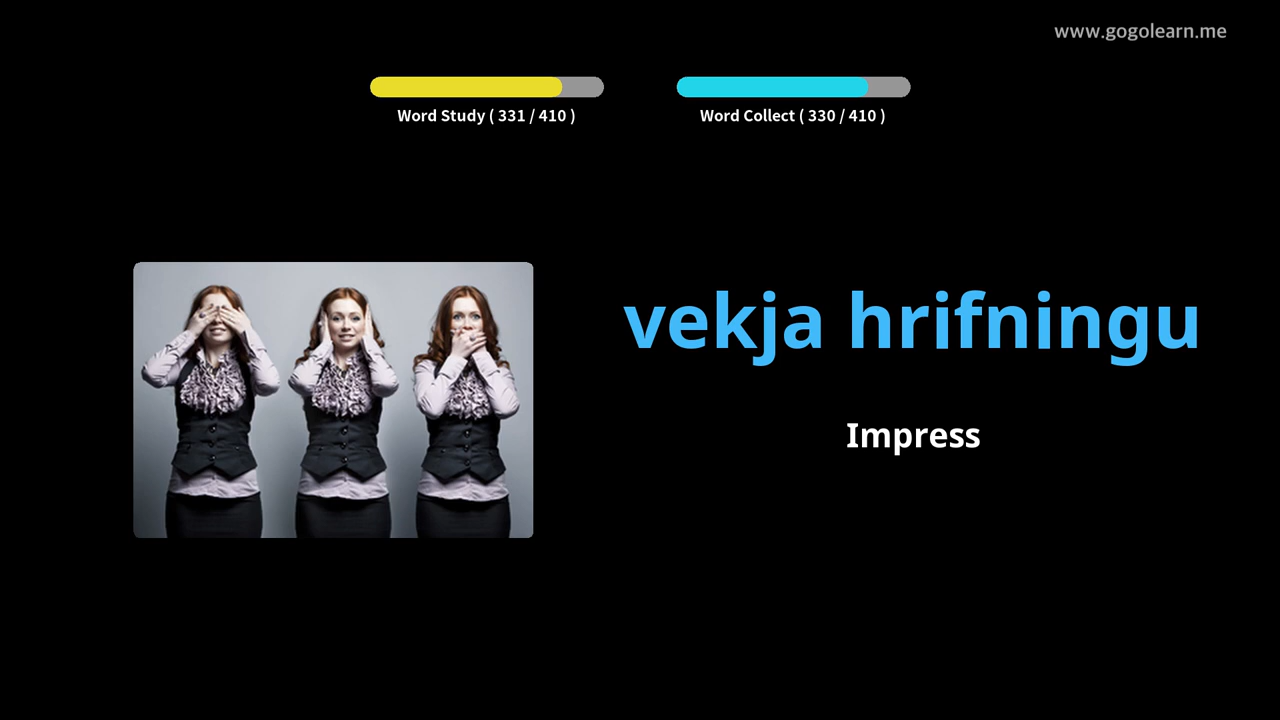 www.gogolearn.me
Word Study ( 331 / 410 )
Word Collect ( 330 / 410 )
vekja hrifningu
Impress